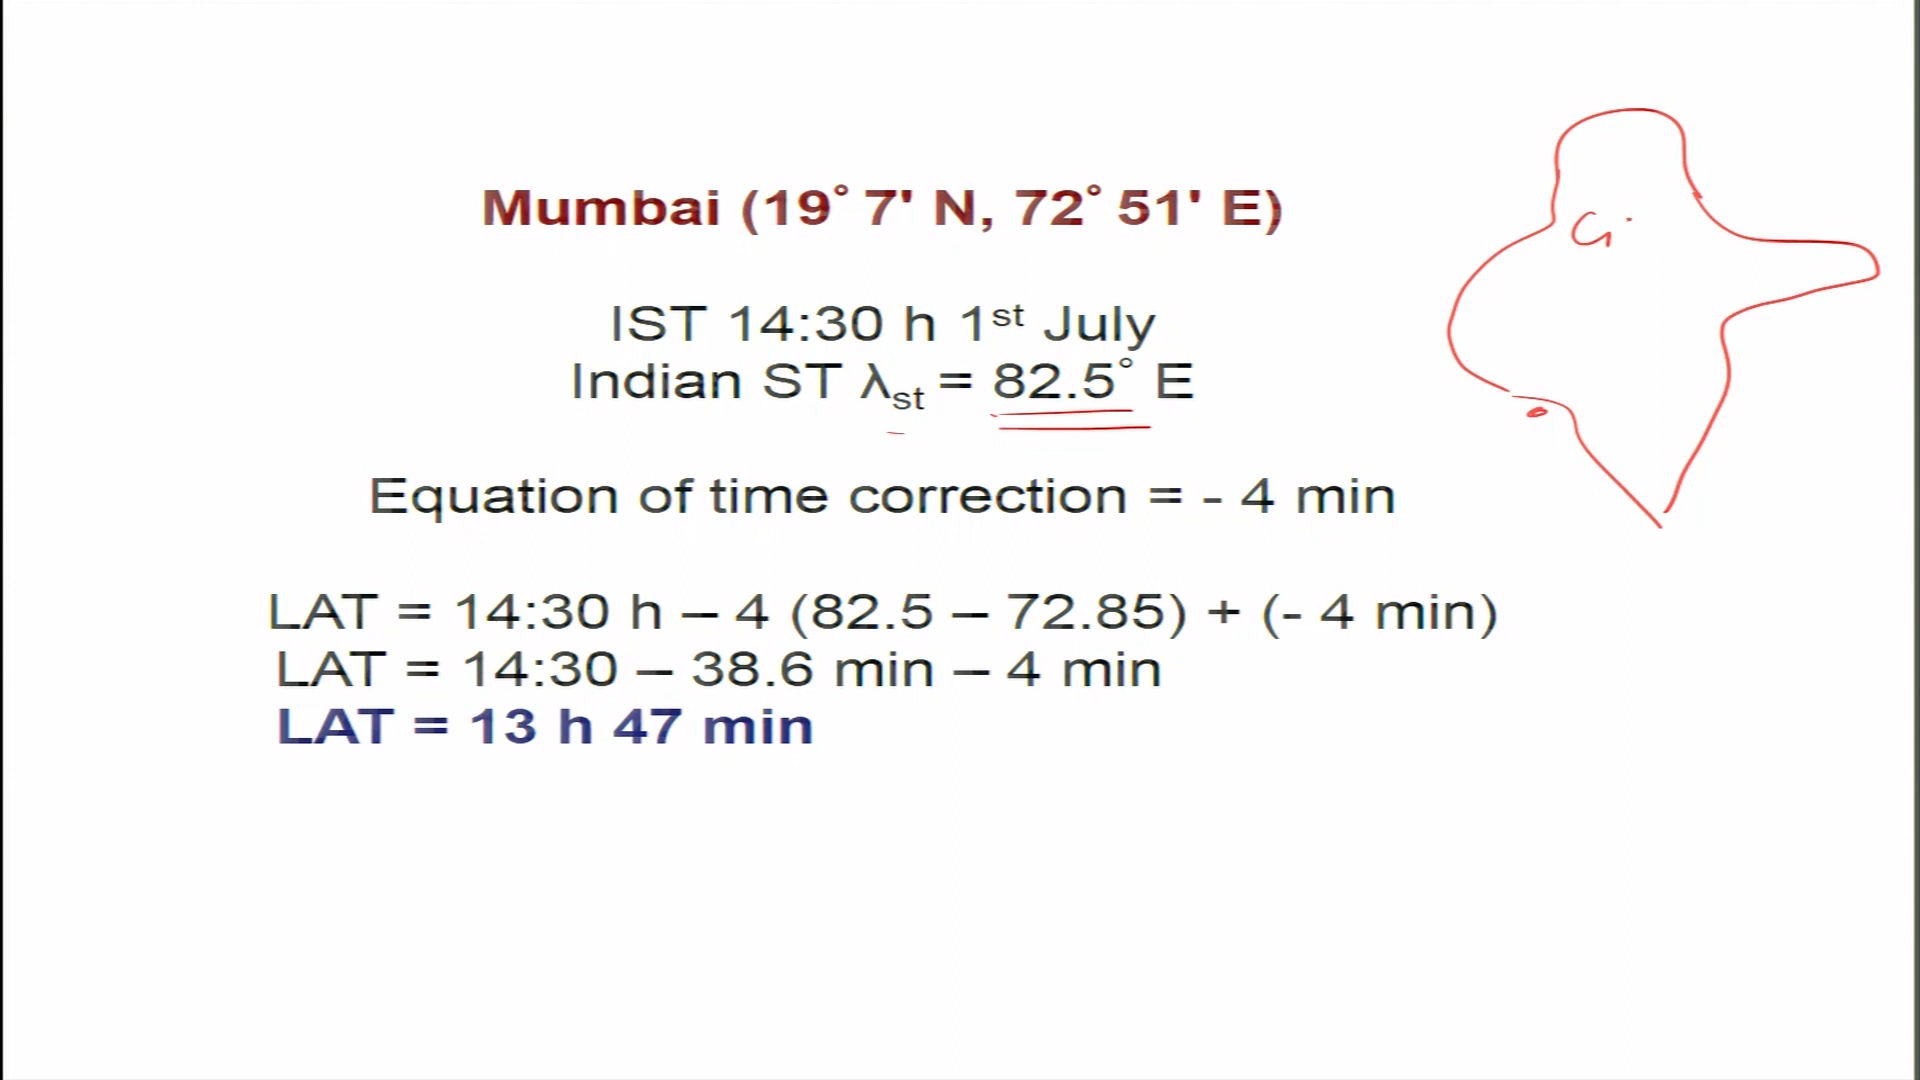 Mumbai (19° 7' N, 72° 51' E)
IST 14:30 h 1st July
Indian ST λst = 82.5° E
Equation of time correction = - 4 min
LAT = 14:30 h – 4 (82.5 – 72.85) + (- 4 min)
LAT = 14:30 – 38.6 min – 4 min
LAT = 13 h 47 min